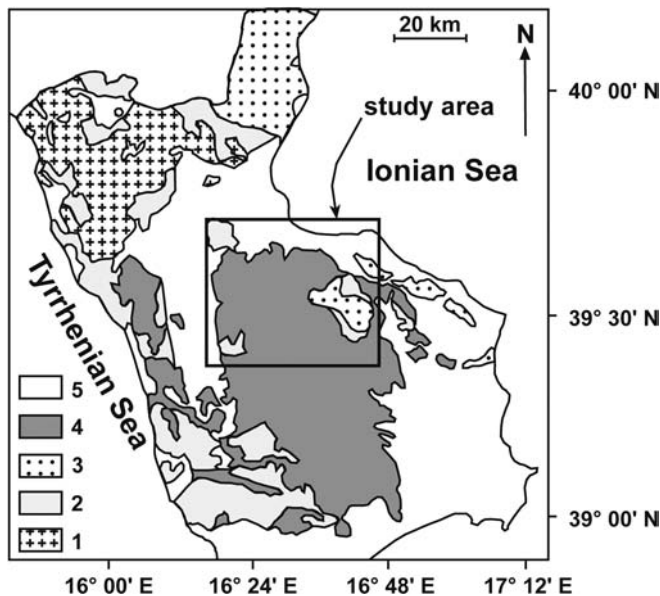 20 km
N
40° 00' N
study area
Ionian Sea
Tyrrhenian Sea
39° 30' N
5
4
3
2
1
39° 00' N
16° 00' E
16° 24' E
16° 48' E
17° 12' E